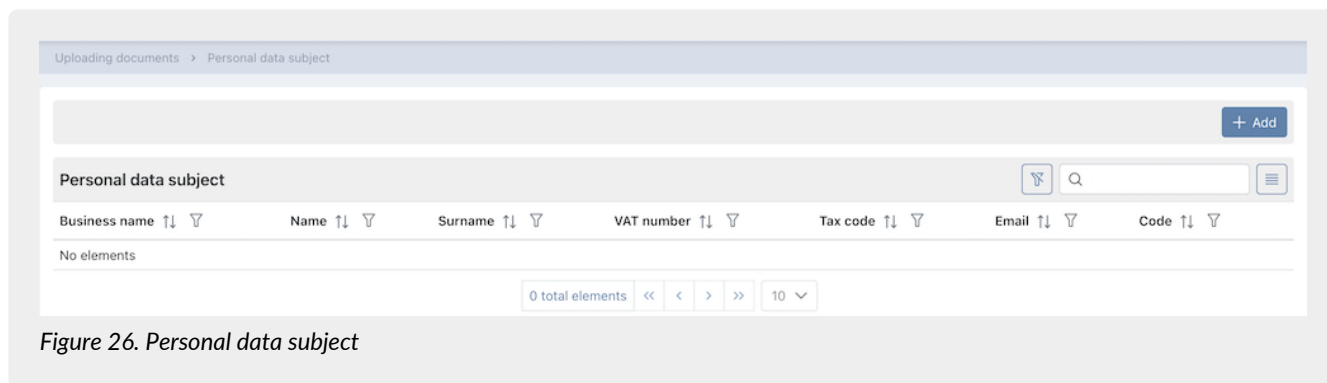 Uploading documents > Personal data subject
+ Add
Personal data subject
Business name Name Surname VAT number Tax code Email Code
No elements
0 total elements << < > >> 10
Figure 26. Personal data subject